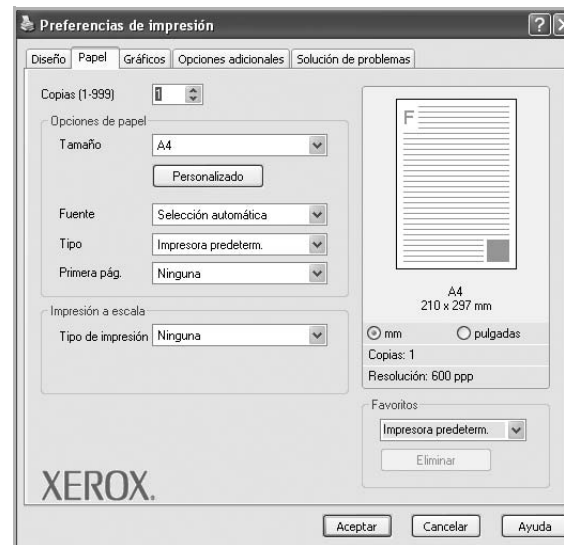 Preferencias de impresión
Diseño Papel Gráficos Opciones adicionales Solución de problemas
Copias (1-999) 1
Opciones de papel
Tamaño A4
Personalizado
Fuente Selección automática
Tipo Impresora predeterm.
Primera pág. Ninguna
Impresión a escala
Tipo de impresión Ninguna
F
A4
210 x 297 mm
mm pulgadas
Copias: 1
Resolución: 600 ppp
Favoritos
Impresora predeterm.
Eliminar
XEROX.
Aceptar Cancelar Ayuda